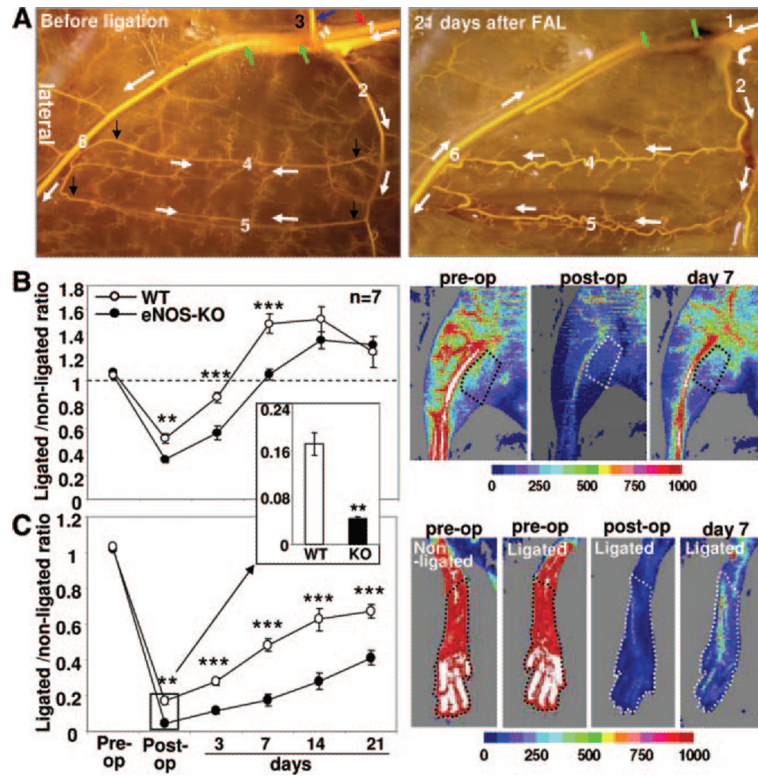 A
Before ligation
3
1
2
lateral
6
4
5
21 days after FAL
1
2
6
4
5
B
Ligated /non-ligated ratio
1.8
1.6
1.4
1.2
1
0.8
0.6
0.4
0.2
0
WT
eNOS-KO
n=7
**
***
***
0.24
0.16
0.08
0
**
WT KO
pre-op post-op day 7
0 250 500 750 1000
C
Ligated /non-ligated ratio
1.2
1
0.8
0.6
0.4
0.2
0
**
***
***
***
***
Pre-op
Post-op
3 7 14 21
days
pre-op pre-op post-op day 7
Non-ligated
Ligated
Ligated
Ligated
0 250 500 750 1000